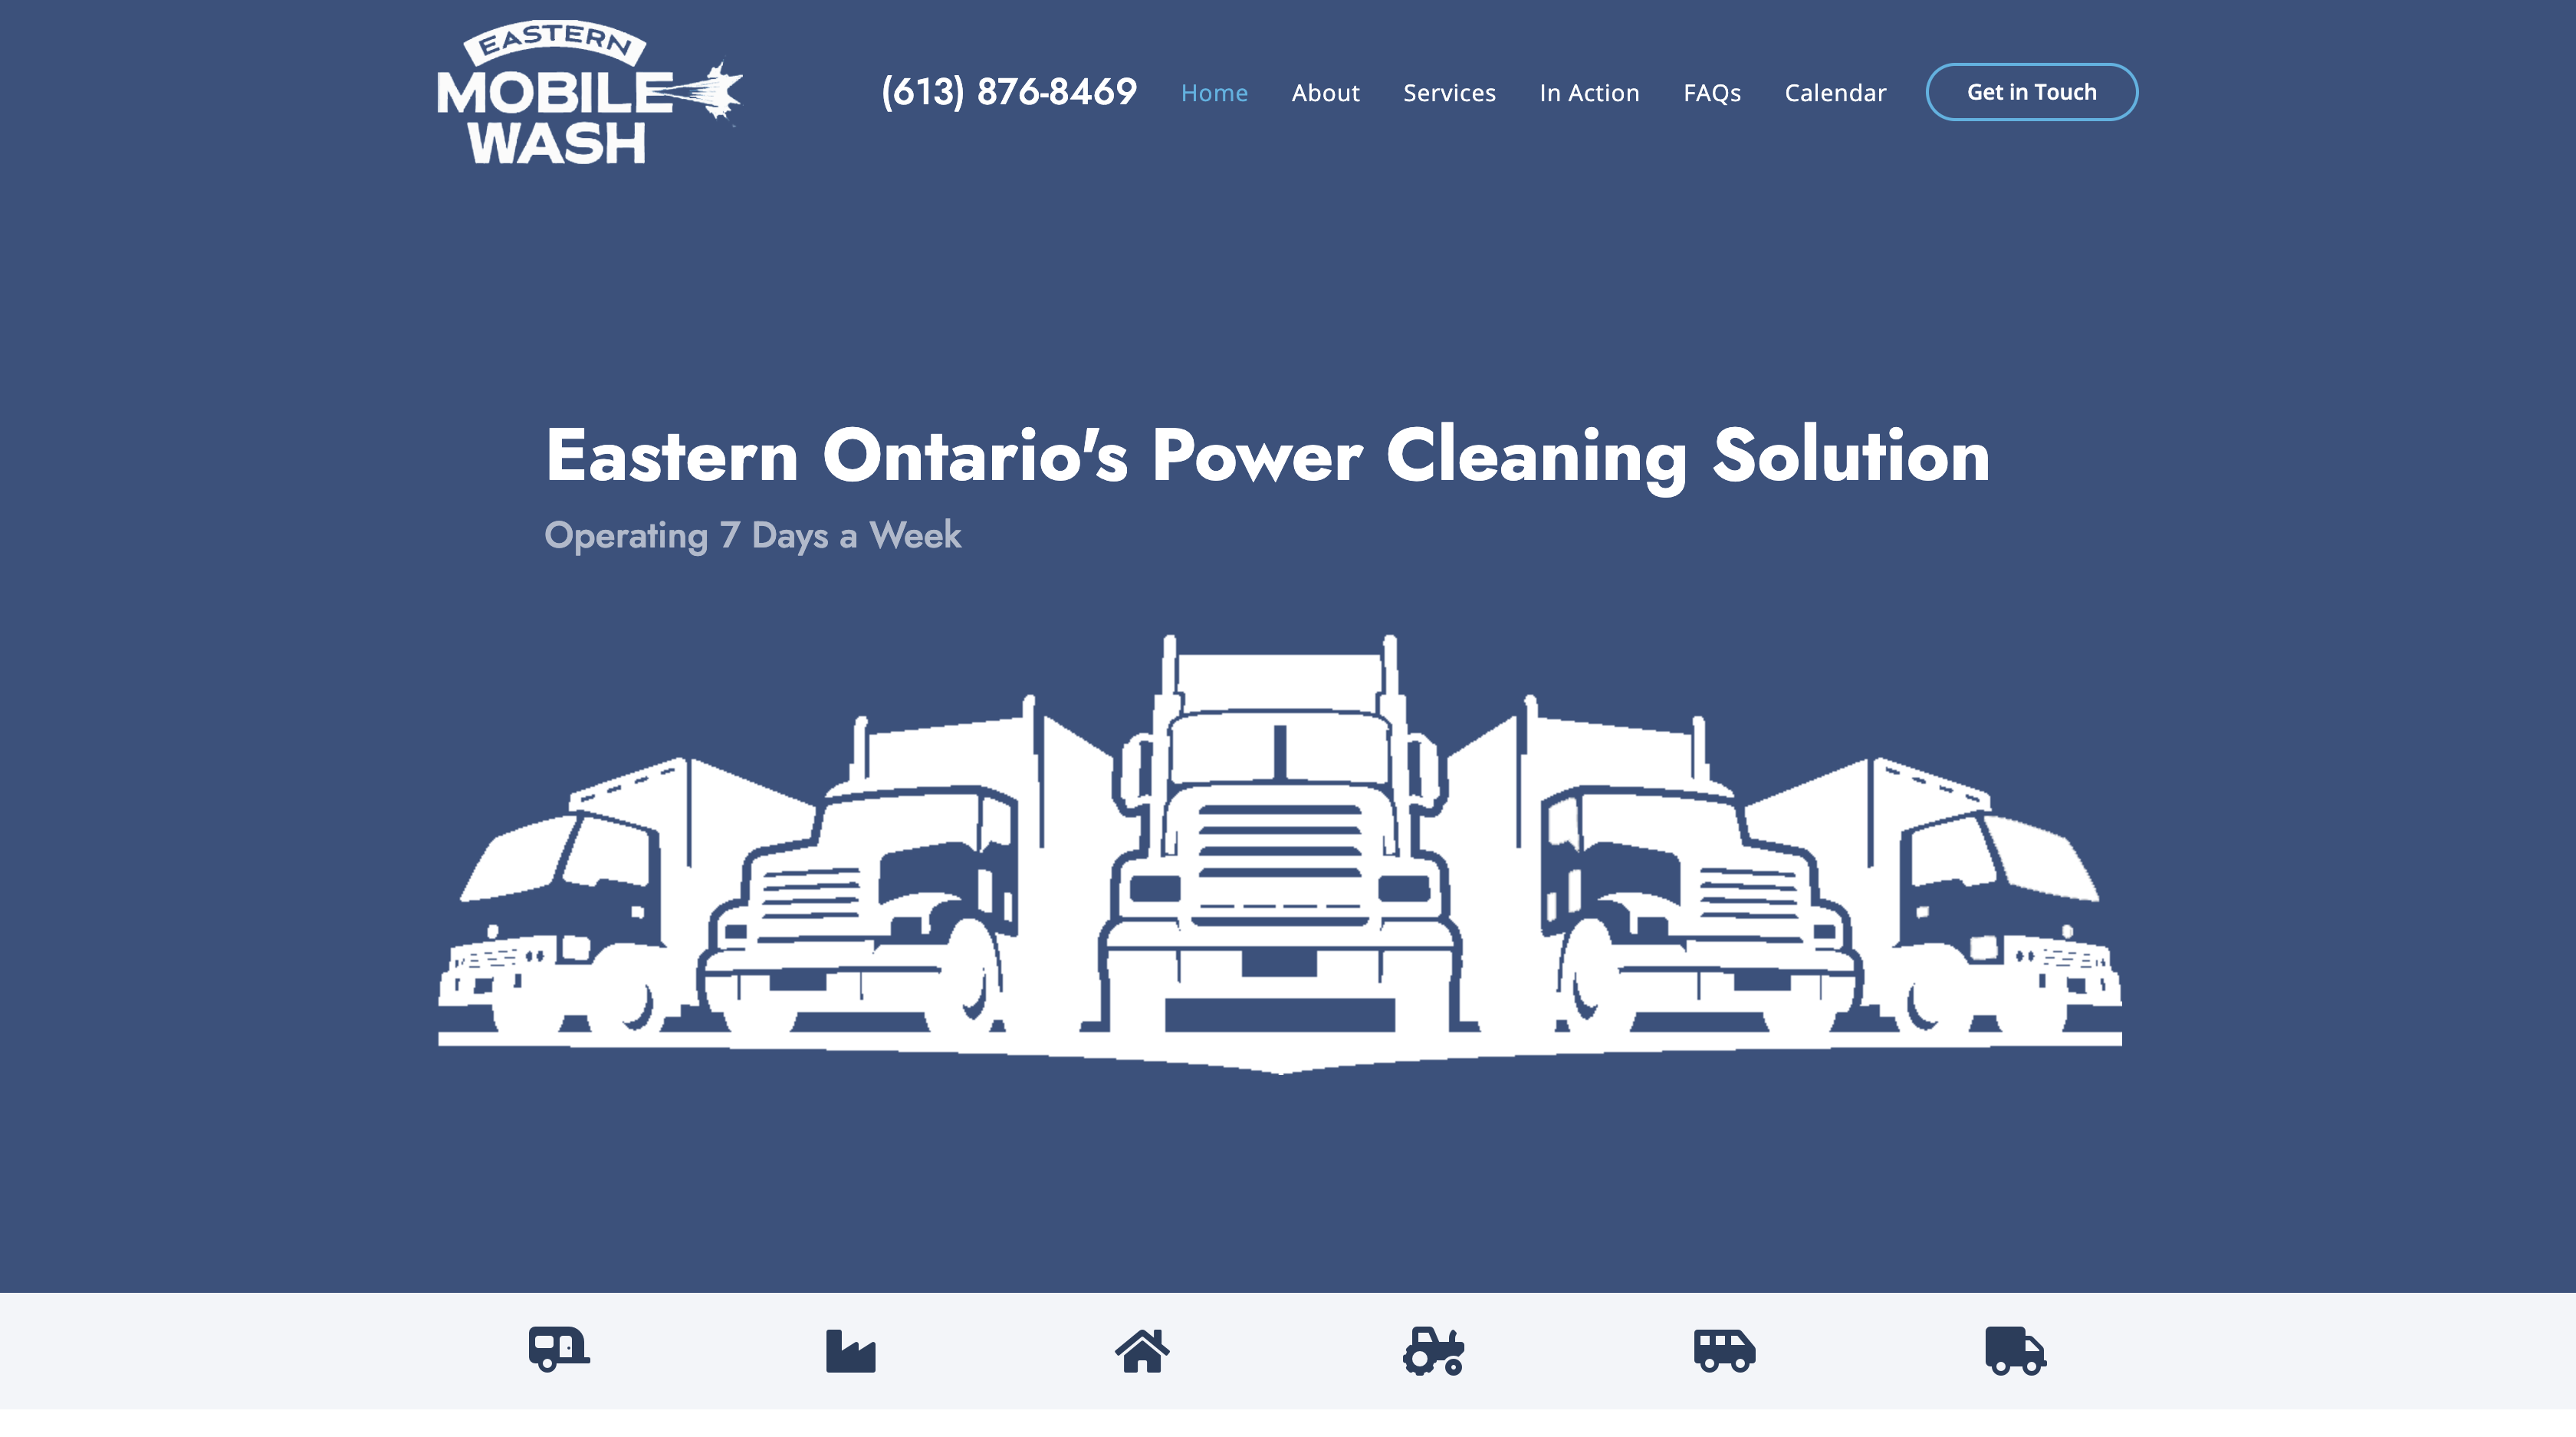 EASTERN
MOBILE
WASH
(613) 876-8469
Home
About
Services
In Action
FAQs
Calendar
Get in Touch
Eastern Ontario's Power Cleaning Solution
Operating 7 Days a Week